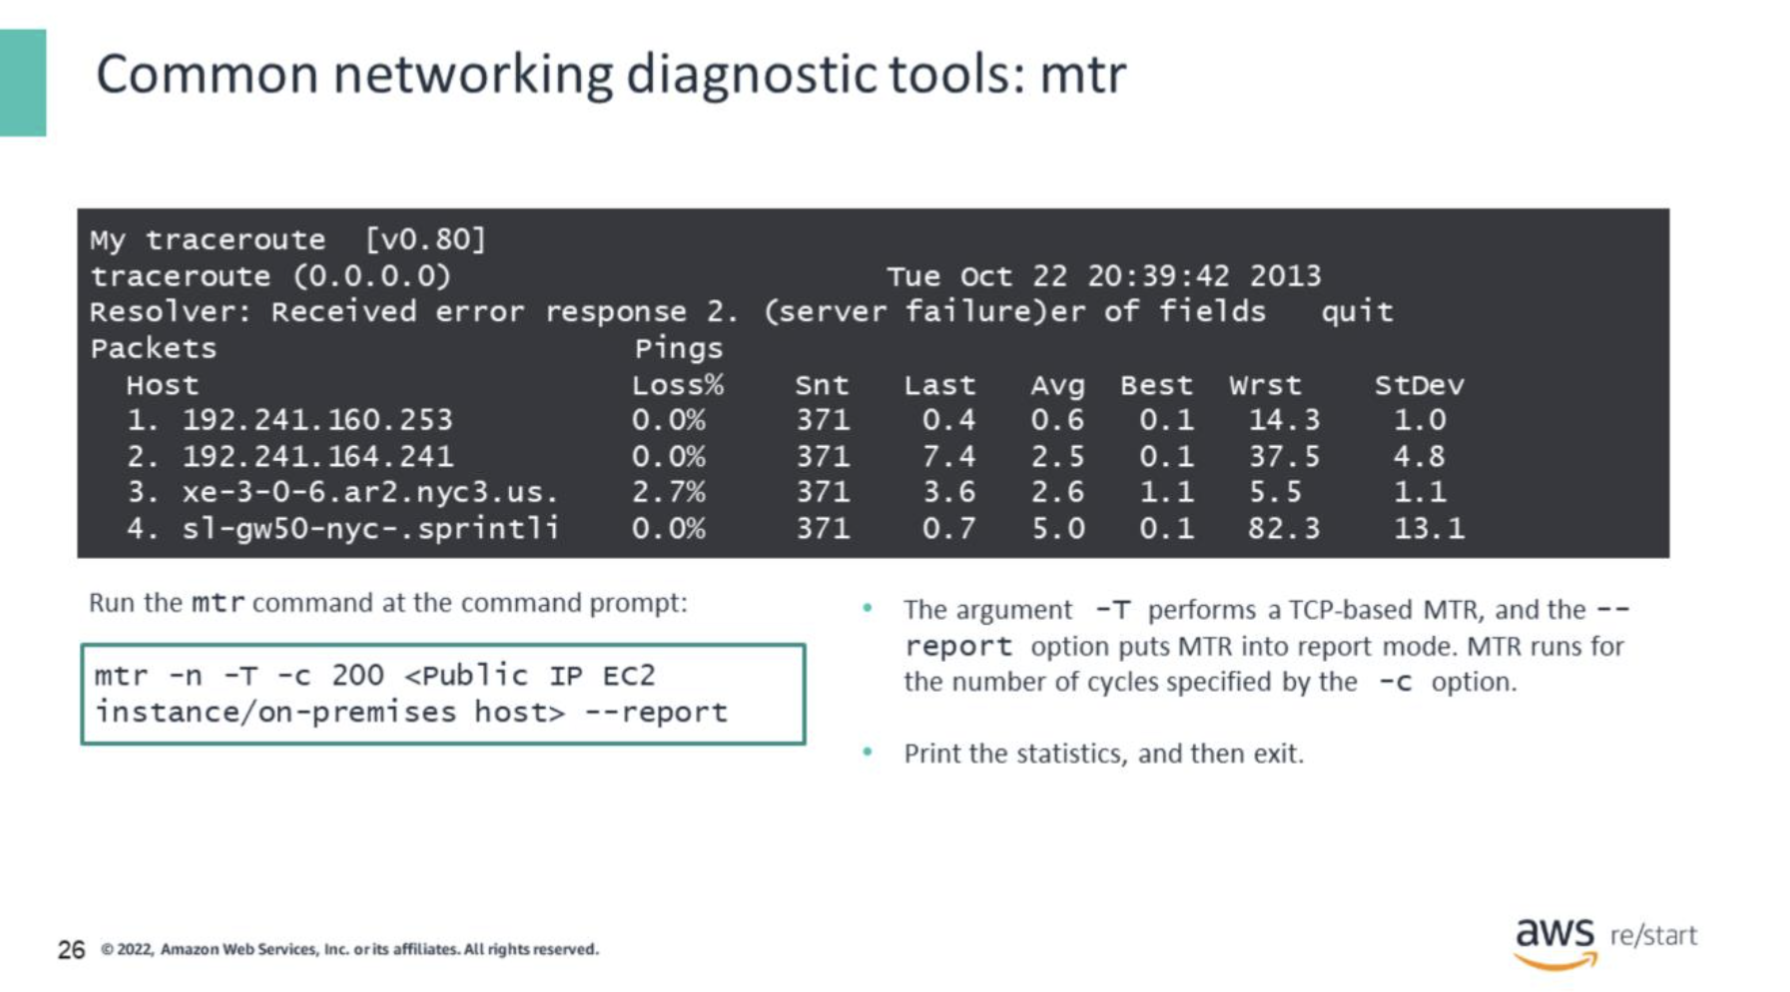 Common networking diagnostic tools: mtr
My traceroute [v0.80]
traceroute (0.0.0.0) Tue Oct 22 20:39:42 2013
Resolver: Received error response 2. (server failure)er of fields quit
Packets Pings
Host Loss% Snt Last Avg Best Wrst StDev
1. 192.241.160.253 0.0% 371 0.4 0.6 0.1 14.3 1.0
2. 192.241.164.241 0.0% 371 7.4 2.5 0.1 37.5 4.8
3. xe-3-0-6.ar2.nyc3.us. 2.7% 371 3.6 2.6 1.1 5.5 1.1
4. sl-gw50-nyc-.sprintli 0.0% 371 0.7 5.0 0.1 82.3 13.1
Run the mtr command at the command prompt:
mtr -n -T -c 200 <Public IP EC2
instance/on-premises host> --report
• The argument -T performs a TCP-based MTR, and the --
report option puts MTR into report mode. MTR runs for
the number of cycles specified by the -c option.
• Print the statistics, and then exit.
26 © 2022, Amazon Web Services, Inc. or its affiliates. All rights reserved.
aws re/start